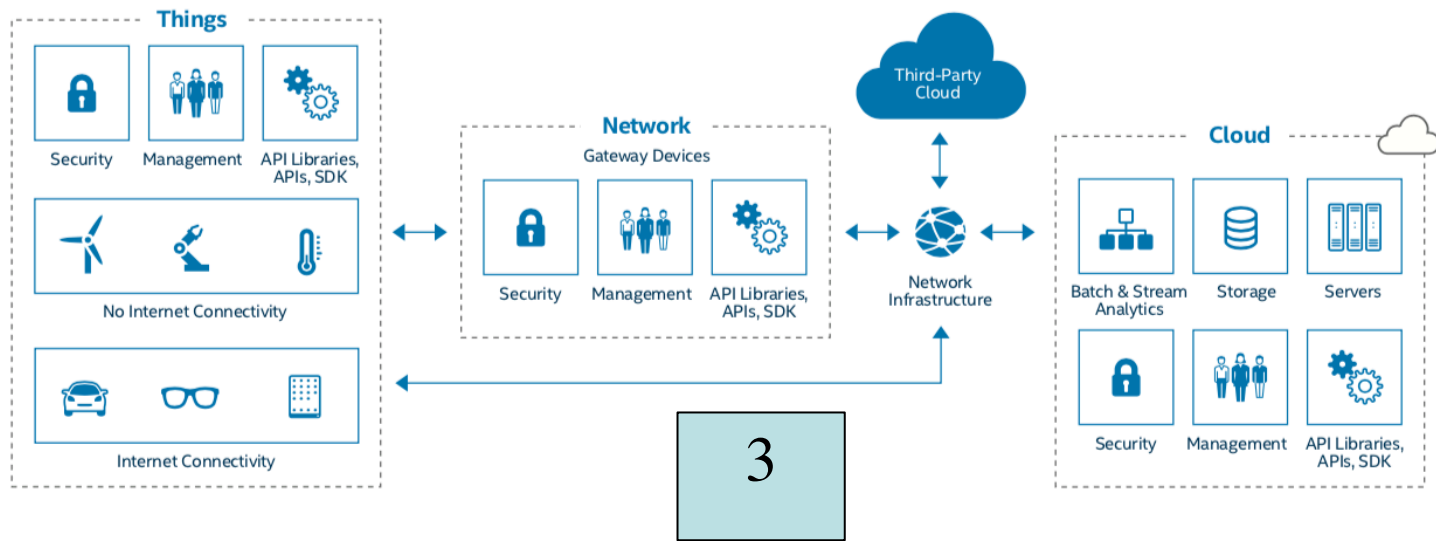 Things
Security
Management
API Libraries,
APIs, SDK
No Internet Connectivity
Internet Connectivity
Network
Gateway Devices
Security
Management
API Libraries,
APIs, SDK
Third-Party
Cloud
Network
Infrastructure
Cloud
Batch & Stream
Analytics
Storage
Servers
Security
Management
API Libraries,
APIs, SDK
3